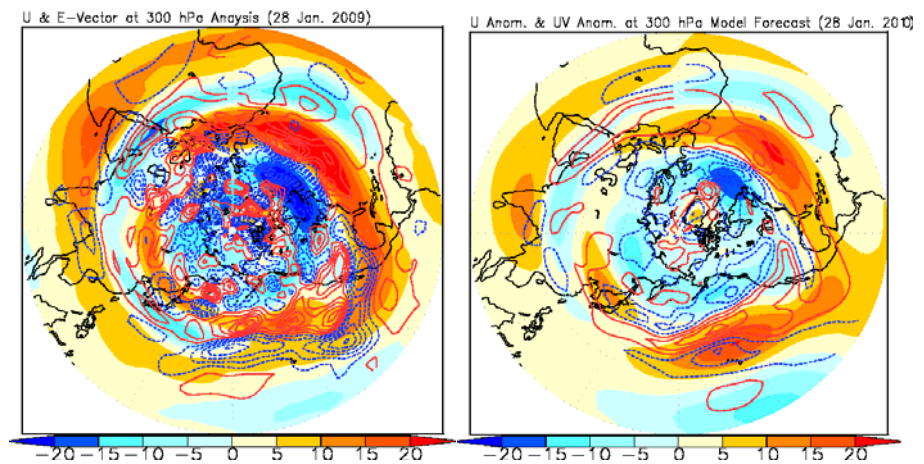 U & E-Vector at 300 hPa Anaysis (28 Jan. 2009)
U Anom. & UV Anom. at 300 hPa Model Forecast (28 Jan. 2010)
-20 -15 -10 -5 0 5 10 15 20
-20 -15 -10 -5 0 5 10 15 20